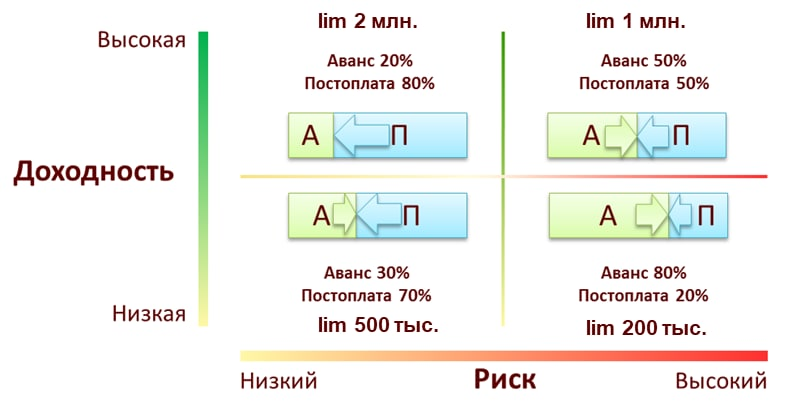 lim 2 млн.
lim 1 млн.
Высокая
Аванс 20%
Постоплата 80%
Аванс 50%
Постоплата 50%
А
П
А
П
Доходность
А
П
А
П
Аванс 30%
Постоплата 70%
Аванс 80%
Постоплата 20%
Низкая
lim 500 тыс.
lim 200 тыс.
Низкий
Риск
Высокий